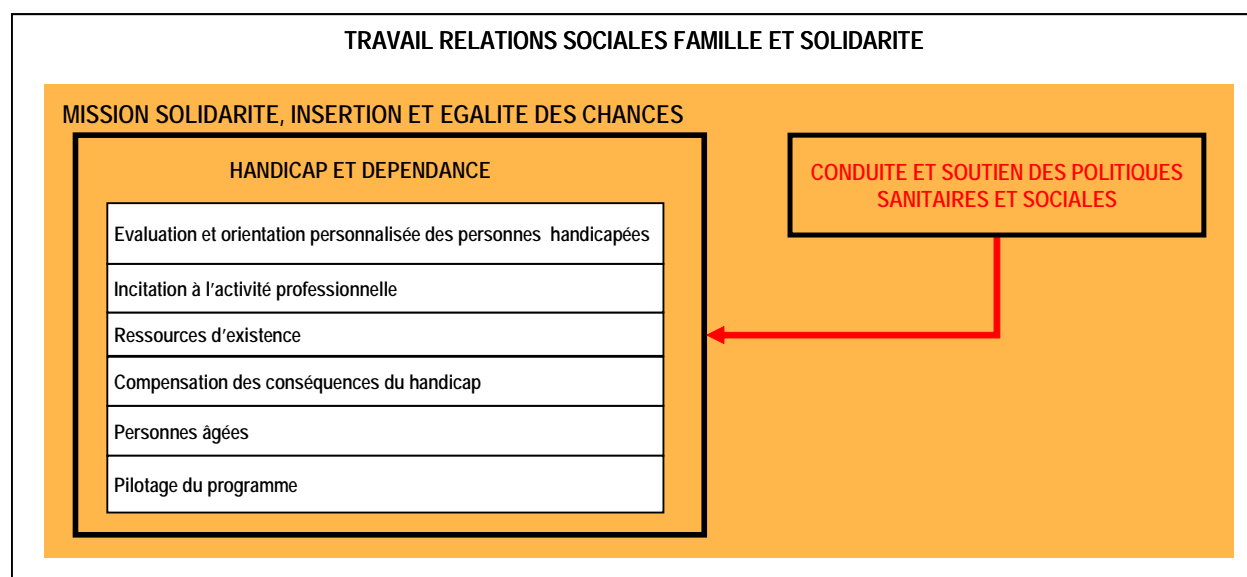 TRAVAIL RELATIONS SOCIALES FAMILLE ET SOLIDARITE
MISSION SOLIDARITE, INSERTION ET EGALITE DES CHANCES
HANDICAP ET DEPENDANCE
Evaluation et orientation personnalisée des personnes handicapées
Incitation à l'activité professionnelle
Ressources d'existence
Compensation des conséquences du handicap
Personnes âgées
Pilotage du programme
CONDUITE ET SOUTIEN DES POLITIQUES
SANITAIRES ET SOCIALES